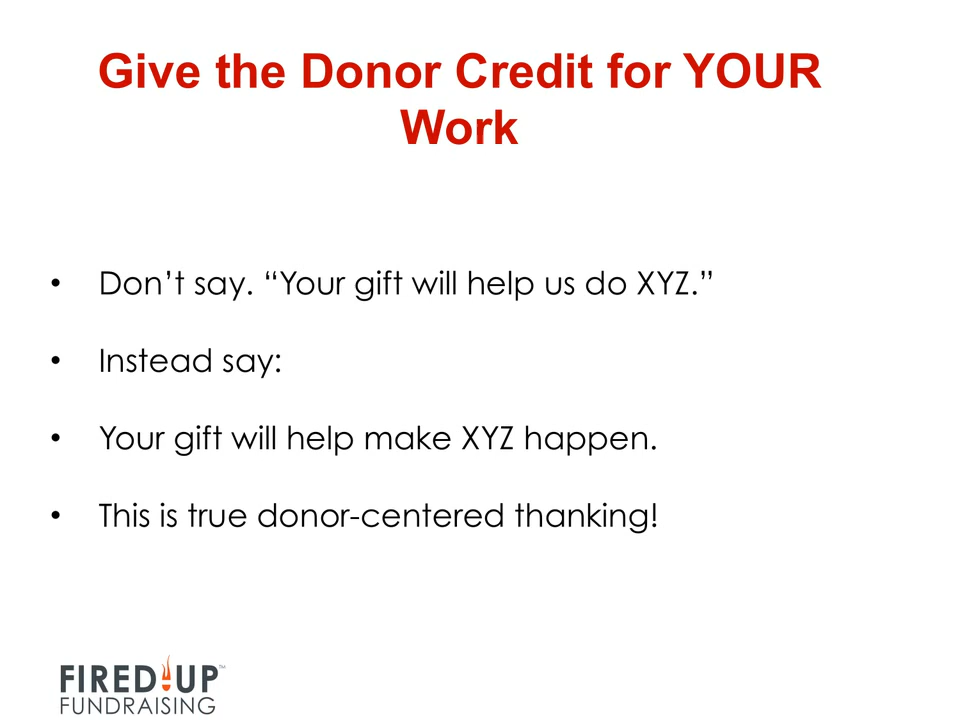 Give the Donor Credit for YOUR
Work
• Don’t say. “Your gift will help us do XYZ.”
• Instead say:
• Your gift will help make XYZ happen.
• This is true donor-centered thanking!
FIRED UP™
FUNDRAISING